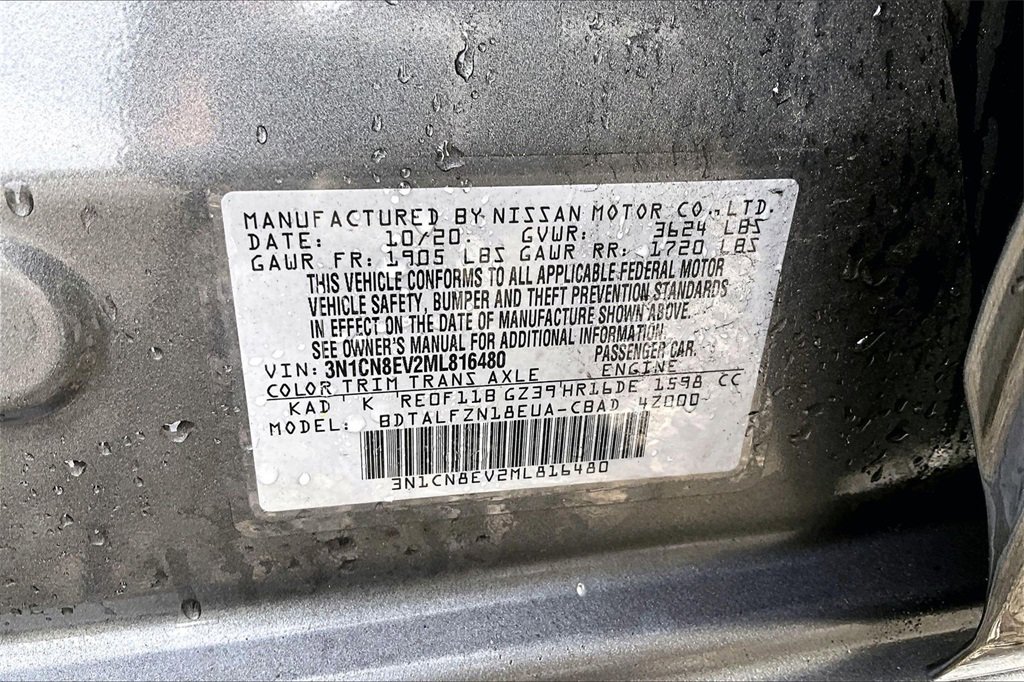 MANUFACTURED BY NISSAN MOTOR CO., LTD.
DATE: 10/20 GVWR: 3624 LBS
GAWR FR: 1905 LBS GAWR RR: 1720 LBS
THIS VEHICLE CONFORMS TO ALL APPLICABLE FEDERAL MOTOR
VEHICLE SAFETY, BUMPER AND THEFT PREVENTION STANDARDS
IN EFFECT ON THE DATE OF MANUFACTURE SHOWN ABOVE.
SEE OWNER'S MANUAL FOR ADDITIONAL INFORMATION.
VIN: 3N1CN8EV2ML816480 PASSENGER CAR.
COLOR TRIM TRANS AXLE ENGINE
KAD ' K ' RE0F11B GZ39 ' HR16DE 1598 CC
MODEL: BDTALFZN18EUA-CBAD 4Z000
3N1CN8EV2ML816480